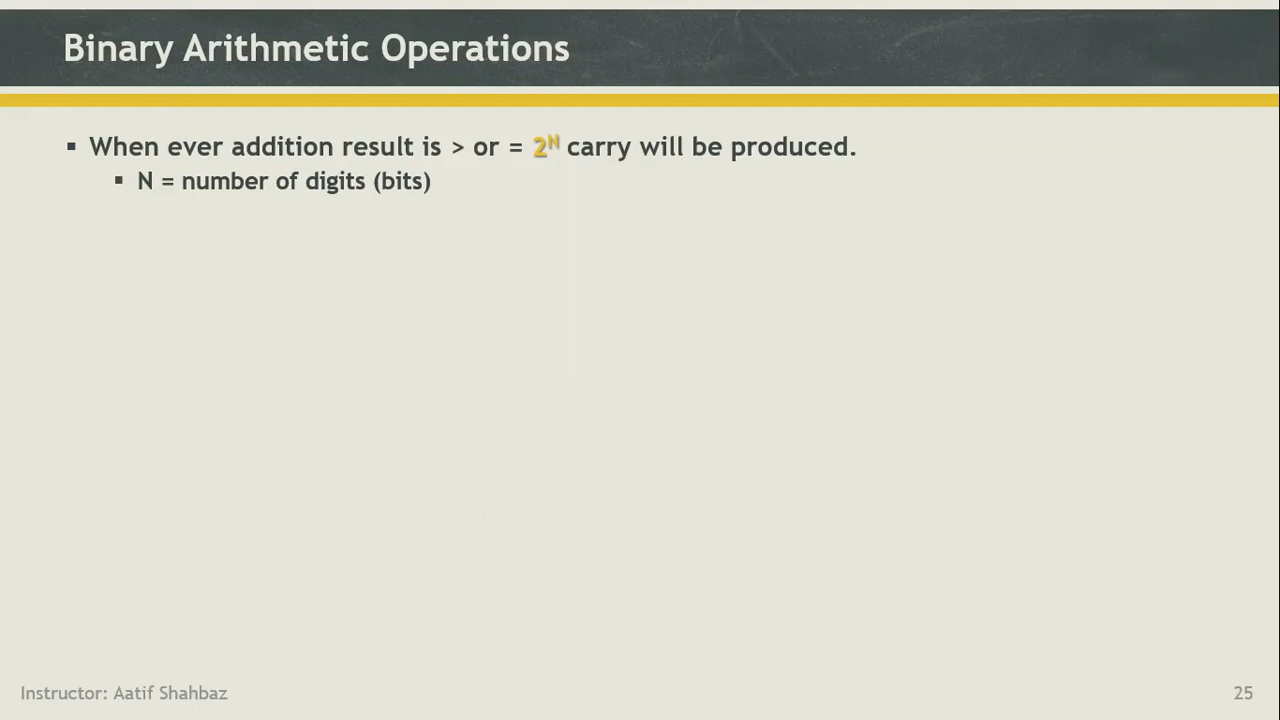 Binary Arithmetic Operations
▪ When ever addition result is > or = 2ᴺ carry will be produced.
▪ N = number of digits (bits)
Instructor: Aatif Shahbaz
25